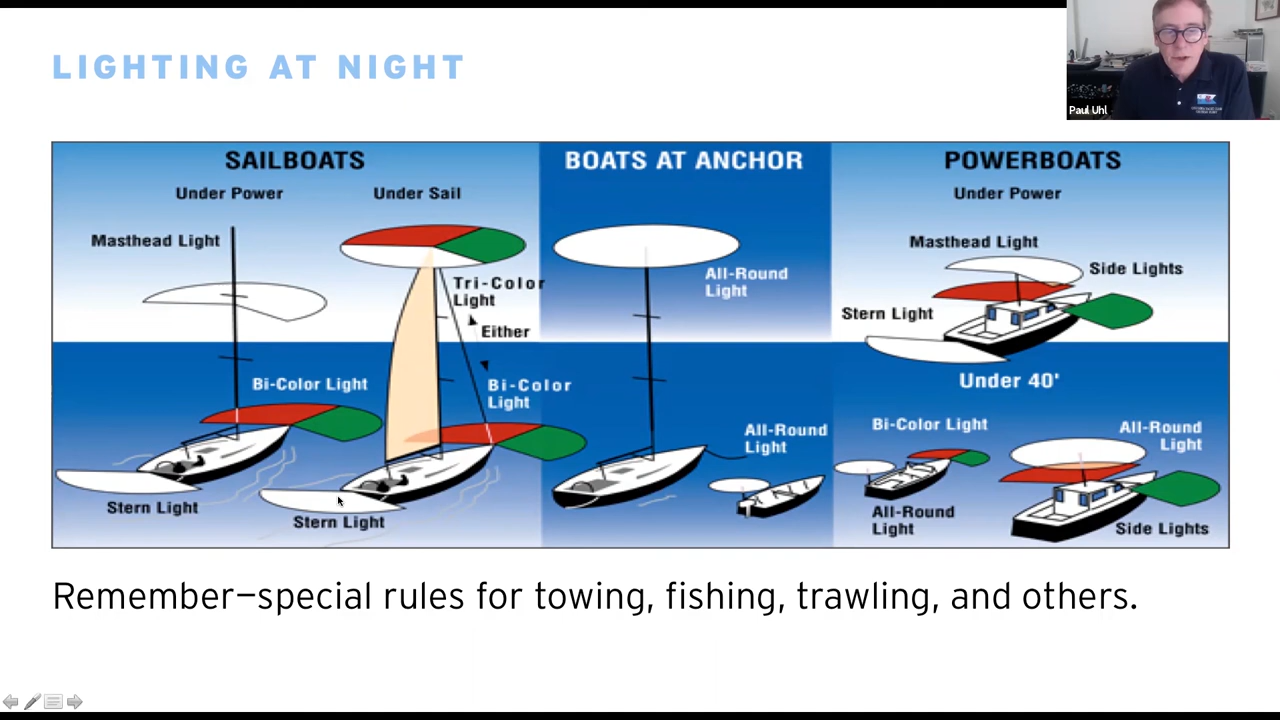 LIGHTING AT NIGHT
Paul Uhl
SAILBOATS
Under Power
Under Sail
Masthead Light
Tri-Color
Light
Either
Bi-Color Light
Bi-Color
Light
Stern Light
Stern Light
BOATS AT ANCHOR
All-Round
Light
All-Round
Light
POWERBOATS
Under Power
Masthead Light
Side Lights
Stern Light
Under 40'
Bi-Color Light
All-Round
Light
All-Round
Light
Side Lights
Remember—special rules for towing, fishing, trawling, and others.